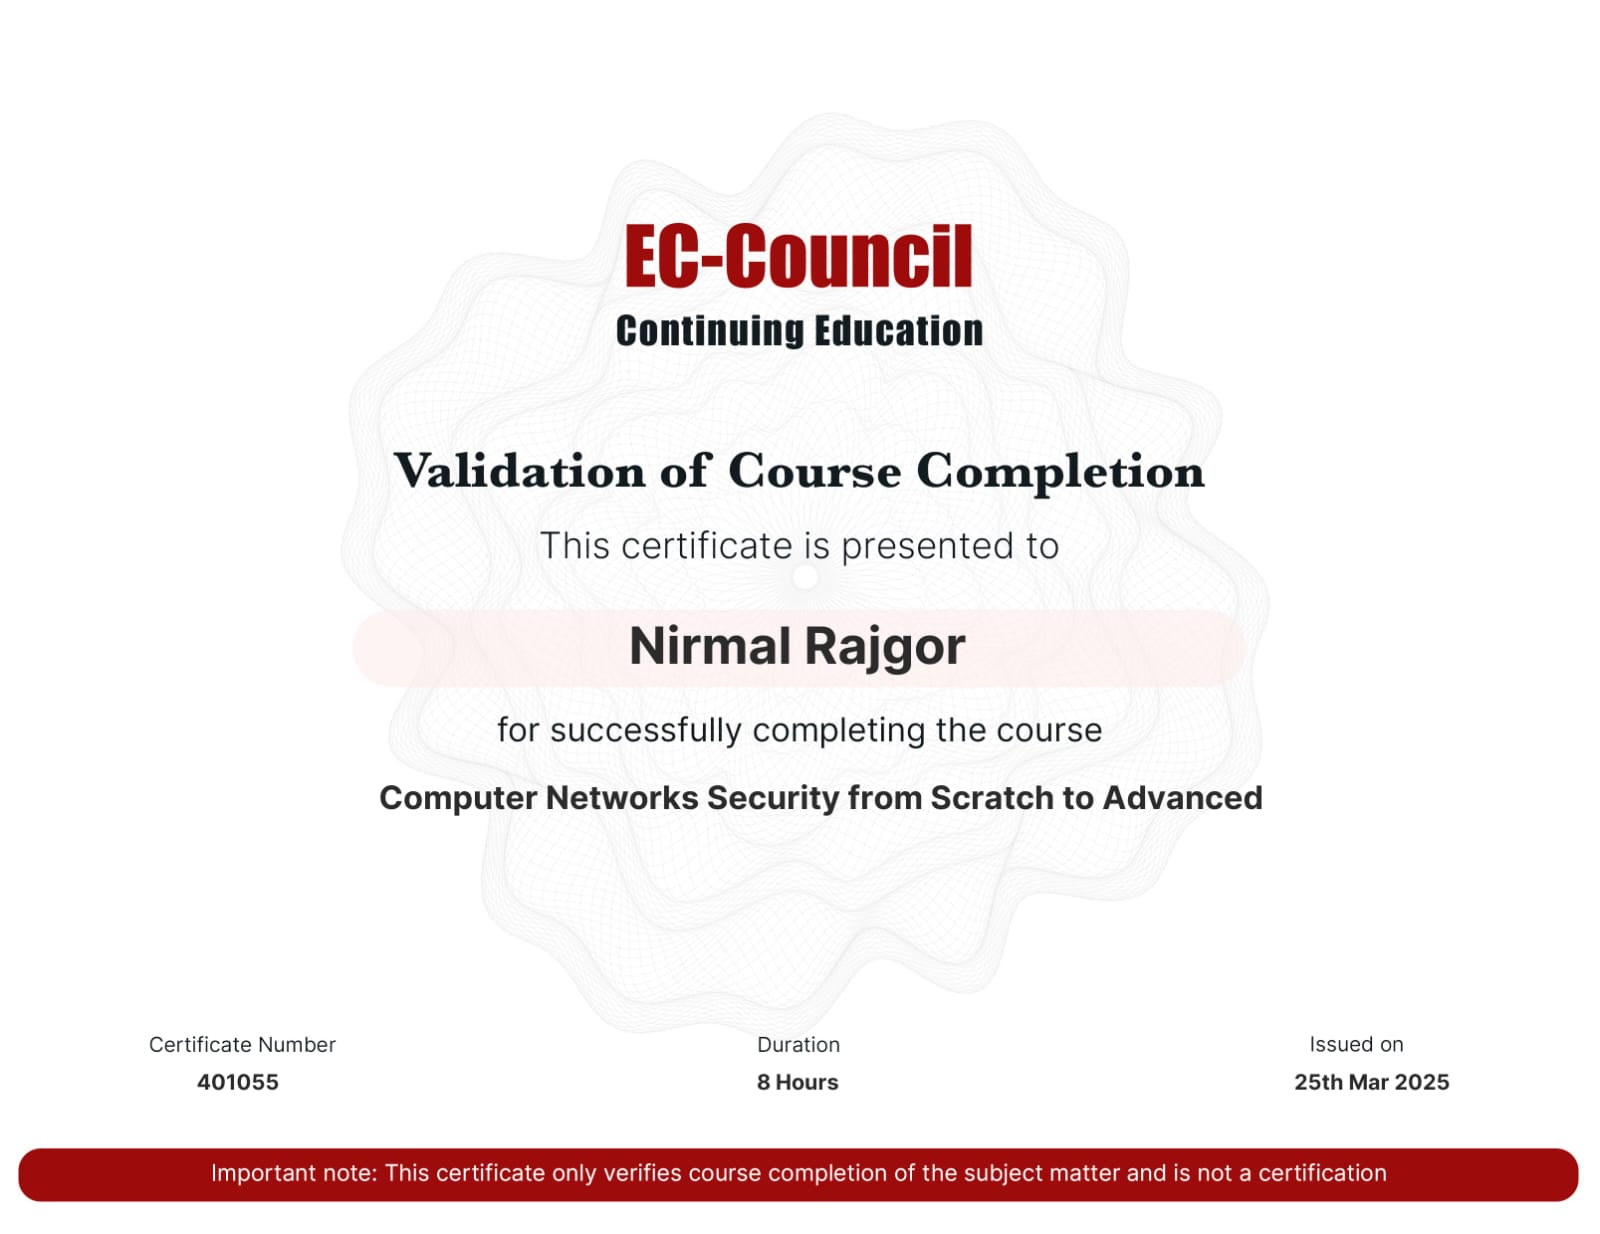 EC-Council
Continuing Education
Validation of Course Completion
This certificate is presented to
Nirmal Rajgor
for successfully completing the course
Computer Networks Security from Scratch to Advanced
Certificate Number
401055
Duration
8 Hours
Issued on
25th Mar 2025
Important note: This certificate only verifies course completion of the subject matter and is not a certification